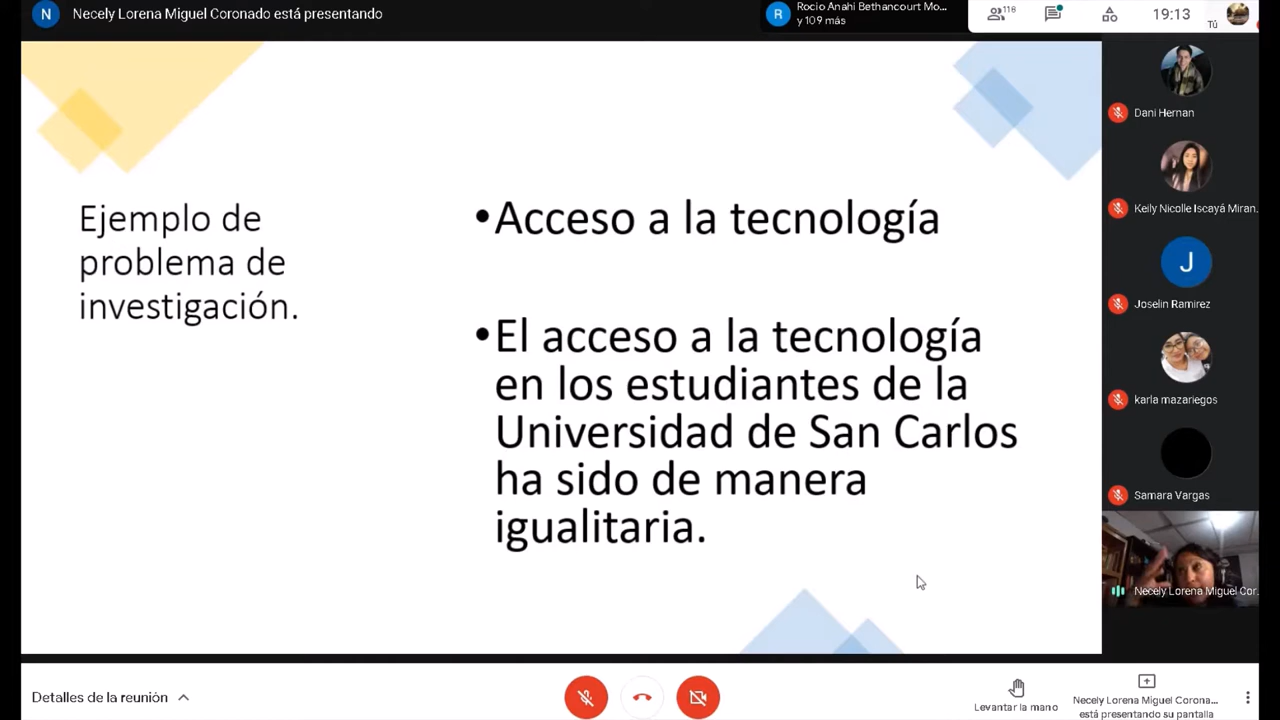 N Necely Lorena Miguel Coronado está presentando
R Rocio Anahi Bethancourt Mo...
y 109 más
118
19:13
Tú
Ejemplo de
problema de
investigación.
•Acceso a la tecnología
•El acceso a la tecnología
en los estudiantes de la
Universidad de San Carlos
ha sido de manera
igualitaria.
Dani Hernan
Keily Nicolle Iscayá Miran...
J
Joselin Ramirez
karla mazariegos
Samara Vargas
Necely Lorena Miguel Cor...
Detalles de la reunión
Levantar la mano
Necely Lorena Miguel Corona...
está presentando su pantalla